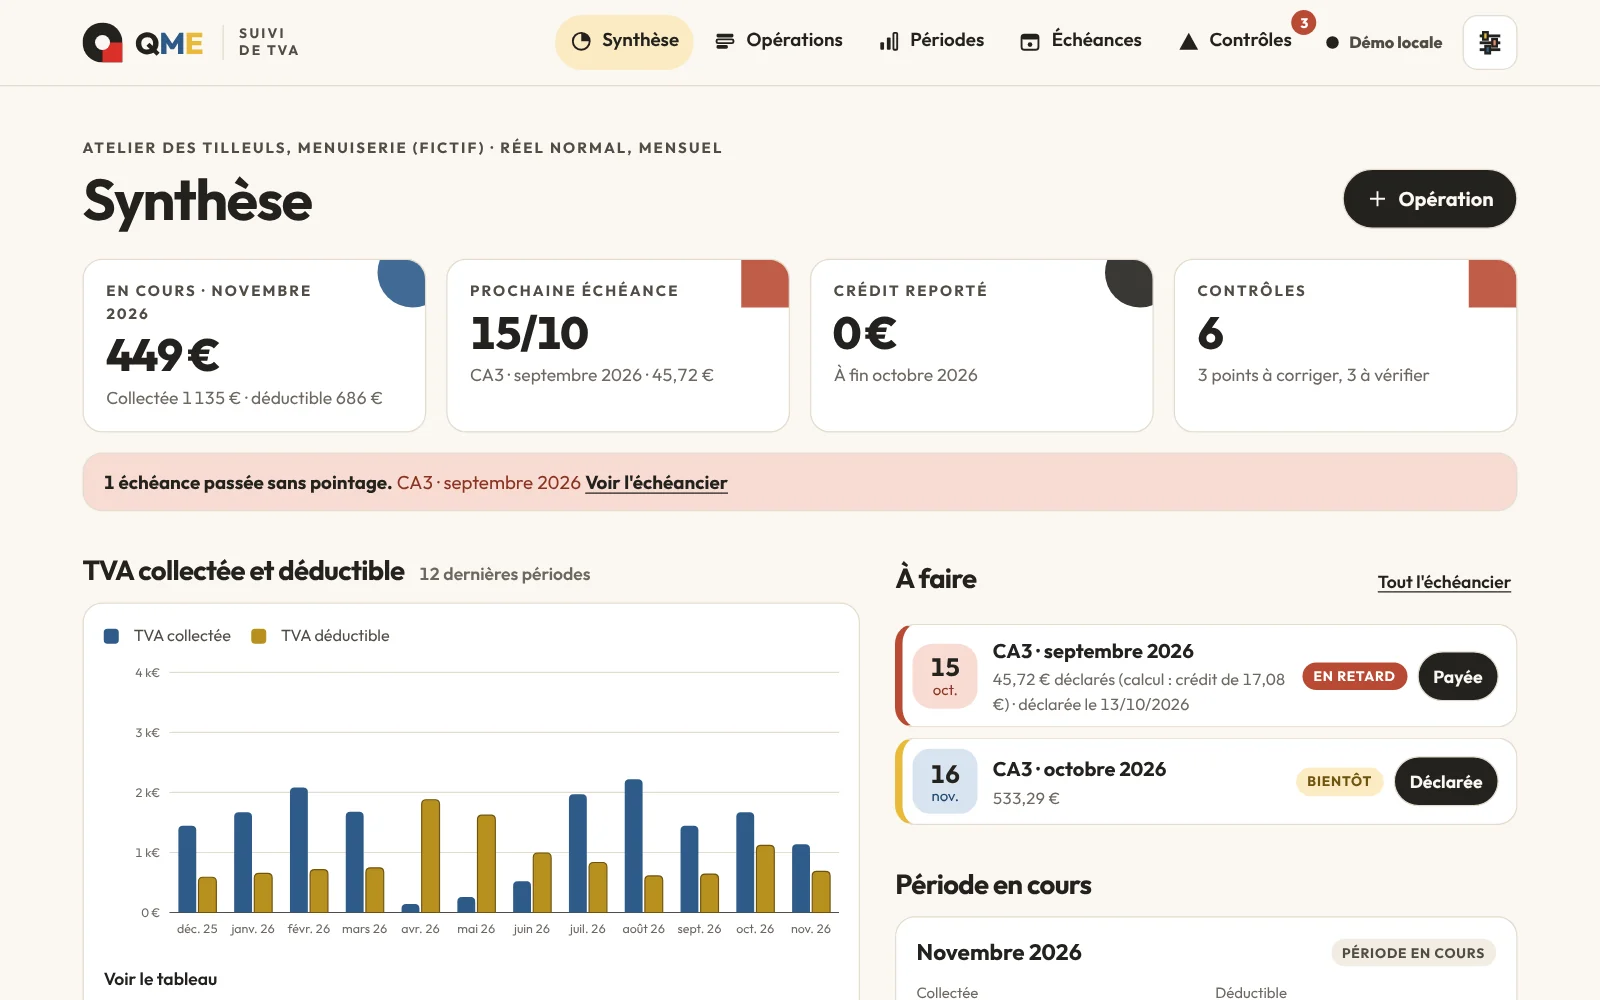 QME
SUIVI
DE TVA
Synthèse
Opérations
Périodes
Échéances
Contrôles
3
Démo locale
ATELIER DES TILLEULS, MENUISERIE (FICTIF) · RÉEL NORMAL, MENSUEL
Synthèse
+ Opération
EN COURS · NOVEMBRE
2026
449 €
Collectée 1 135 € · déductible 686 €
PROCHAINE ÉCHÉANCE
15/10
CA3 · septembre 2026 · 45,72 €
CRÉDIT REPORTÉ
0 €
À fin octobre 2026
CONTRÔLES
6
3 points à corriger, 3 à vérifier
1 échéance passée sans pointage. CA3 · septembre 2026 Voir l'échéancier
TVA collectée et déductible 12 dernières périodes
TVA collectée
TVA déductible
4 k€
3 k€
2 k€
1 k€
0 €
déc. 25 janv. 26 févr. 26 mars 26 avr. 26 mai 26 juin 26 juil. 26 août 26 sept. 26 oct. 26 nov. 26
Voir le tableau
À faire
Tout l'échéancier
15
oct.
CA3 · septembre 2026
45,72 € déclarés (calcul : crédit de 17,08
€) · déclarée le 13/10/2026
EN RETARD
Payée
16
nov.
CA3 · octobre 2026
533,29 €
BIENTÔT
Déclarée
Période en cours
Novembre 2026
PÉRIODE EN COURS
Collectée
Déductible